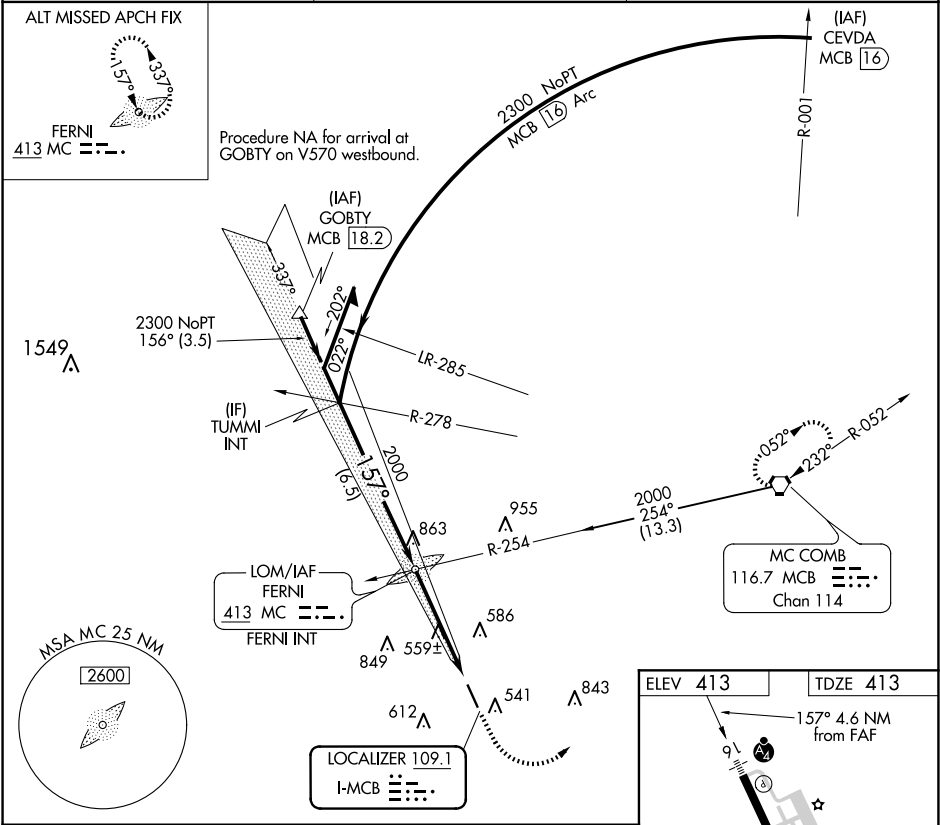 ALT MISSED APCH FIX
157°
337°
FERNI
413 MC
Procedure NA for arrival at
GOBTY on V570 westbound.
(IAF)
CEVDA
MCB 16
R-001
2300 NoPT
MCB 16 Arc
(IAF)
GOBTY
MCB 18.2
337°
202°
022°
2300 NoPT
156° (3.5)
LR-285
1549
(IF)
TUMMI
INT
R-278
2000
157°
(6.5)
052°
232°
R-052
2000
254°
(13.3)
R-254
955
863
MC COMB
116.7 MCB
Chan 114
LOM/IAF
FERNI
413 MC
FERNI INT
586
849
559±
541
843
612
MSA MC 25 NM
2600
LOCALIZER 109.1
I-MCB
ELEV 413
TDZE 413
157° 4.6 NM
from FAF
16
A4